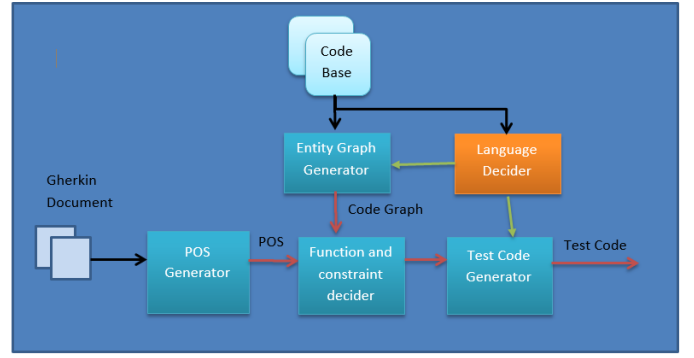 Code
Base
Entity Graph
Generator
Language
Decider
Gherkin
Document
Code Graph
POS
Generator
POS
Function and
constraint
decider
Test Code
Generator
Test Code